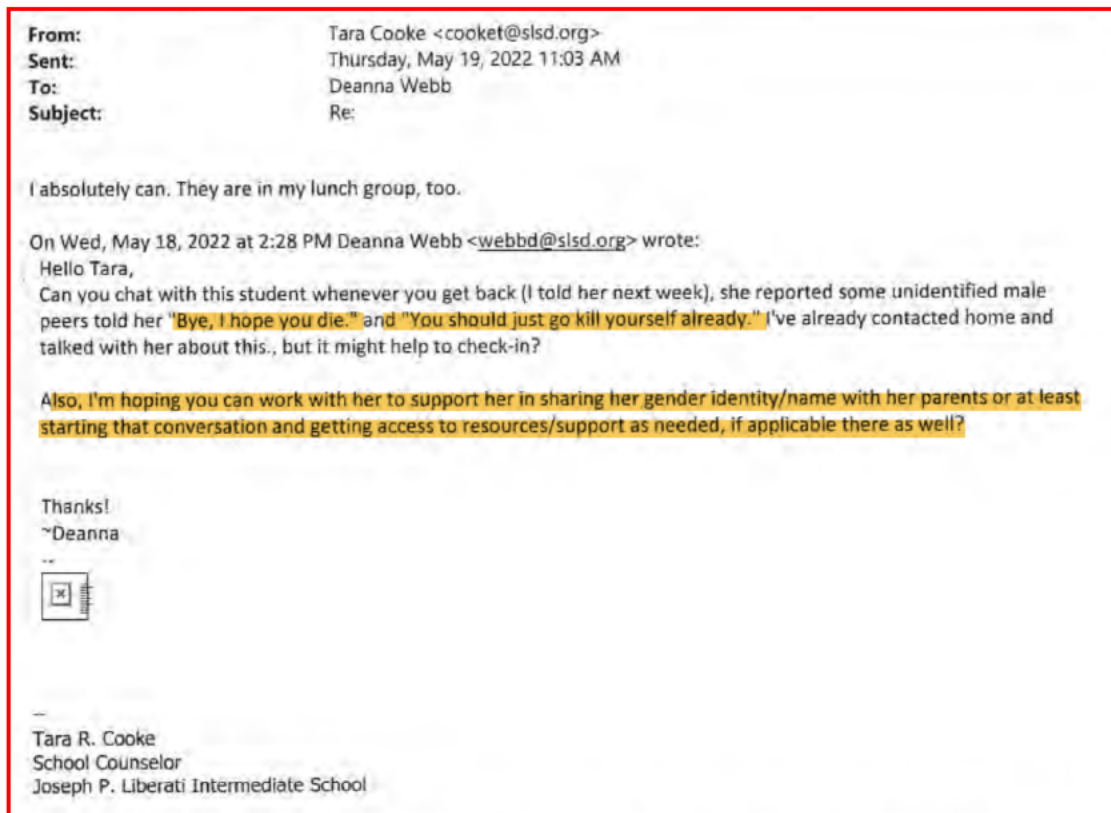 From: Tara Cooke <cooket@slsd.org>
Sent: Thursday, May 19, 2022 11:03 AM
To: Deanna Webb
Subject: Re:
I absolutely can. They are in my lunch group, too.
On Wed, May 18, 2022 at 2:28 PM Deanna Webb <webbd@slsd.org> wrote:
Hello Tara,
Can you chat with this student whenever you get back (I told her next week), she reported some unidentified male
peers told her "Bye, I hope you die." and "You should just go kill yourself already." I've already contacted home and
talked with her about this., but it might help to check-in?
Also, I'm hoping you can work with her to support her in sharing her gender identity/name with her parents or at least
starting that conversation and getting access to resources/support as needed, if applicable there as well?
Thanks!
~Deanna
--
–
Tara R. Cooke
School Counselor
Joseph P. Liberati Intermediate School